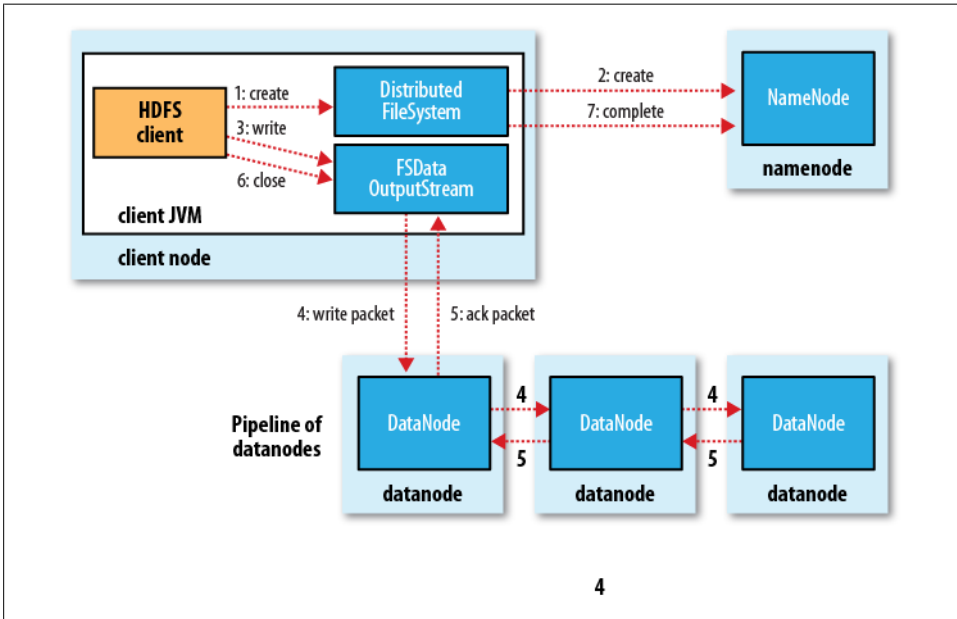 HDFS
client
1: create
3: write
6: close
Distributed
FileSystem
FSData
OutputStream
client JVM
client node
2: create
7: complete
NameNode
namenode
4: write packet
5: ack packet
Pipeline of
datanodes
DataNode
datanode
4
5
DataNode
datanode
4
5
DataNode
datanode
4